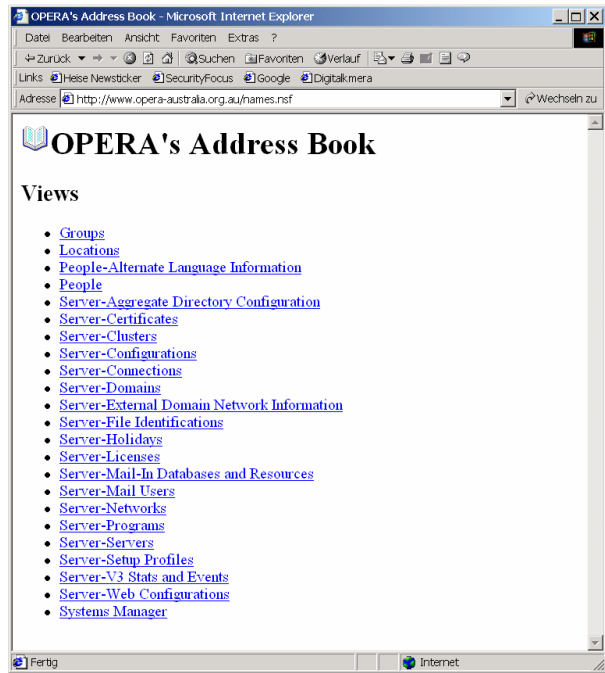 OPERA's Address Book - Microsoft Internet Explorer
Datei Bearbeiten Ansicht Favoriten Extras ?
Zurück Suchen Favoriten Verlauf
Links Heise Newsticker SecurityFocus Google Digitalkmera
Adresse http://www.opera-australia.org.au/names.nsf Wechseln zu
OPERA's Address Book
Views
Groups
Locations
People-Alternate Language Information
People
Server-Aggregate Directory Configuration
Server-Certificates
Server-Clusters
Server-Configurations
Server-Connections
Server-Domains
Server-External Domain Network Information
Server-File Identifications
Server-Holidays
Server-Licenses
Server-Mail-In Databases and Resources
Server-Mail Users
Server-Networks
Server-Programs
Server-Servers
Server-Setup Profiles
Server-V3 Stats and Events
Server-Web Configurations
Systems Manager
Fertig Internet